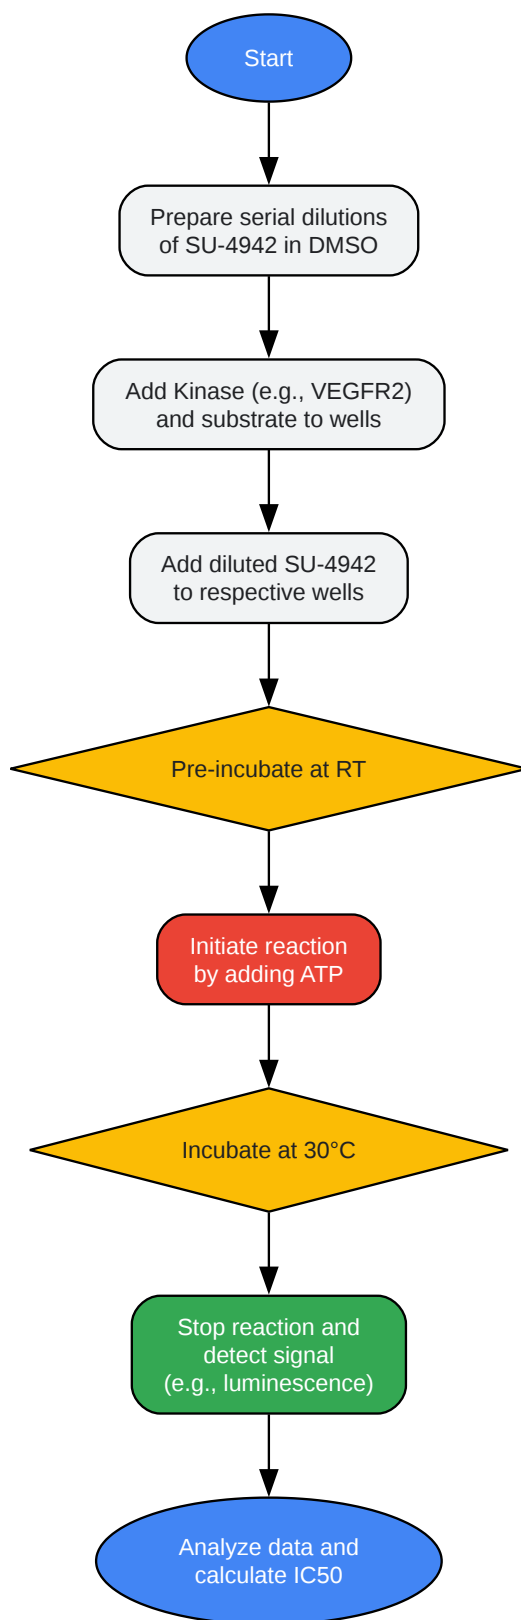 Start
Prepare serial dilutions
of SU-4942 in DMSO
Add Kinase (e.g., VEGFR2)
and substrate to wells
Add diluted SU-4942
to respective wells
Pre-incubate at RT
Initiate reaction
by adding ATP
Incubate at 30°C
Stop reaction and
detect signal
(e.g., luminescence)
Analyze data and
calculate IC50